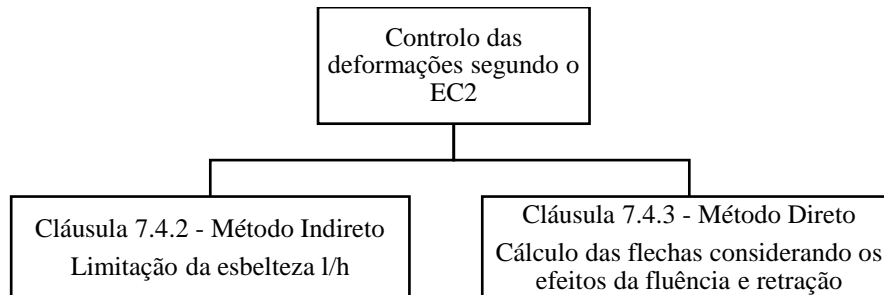 Controlo das
deformações segundo o
EC2
Cláusula 7.4.2 - Método Indireto
Limitação da esbelteza l/h
Cláusula 7.4.3 - Método Direto
Cálculo das flechas considerando os
efeitos da fluência e retração